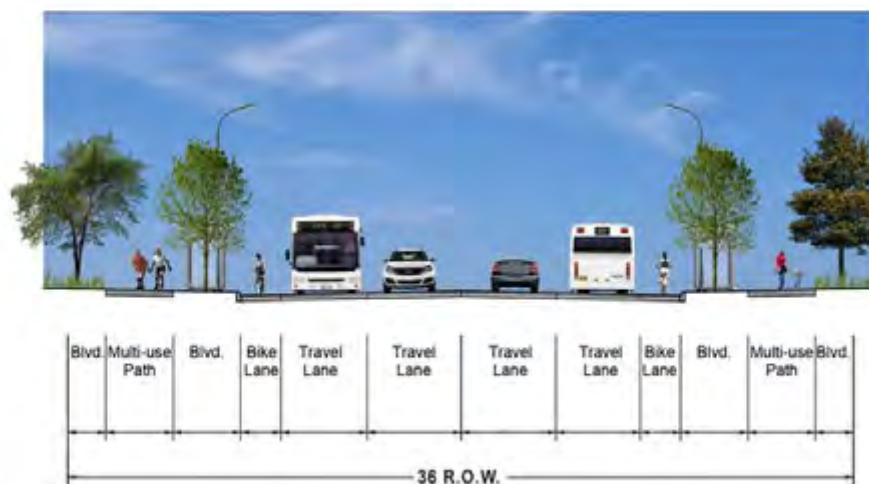 Blvd.
Multi-use
Path
Blvd.
Bike
Lane
Travel
Lane
Travel
Lane
Travel
Lane
Travel
Lane
Bike
Lane
Blvd.
Multi-use
Path
Blvd.
36 R.O.W.